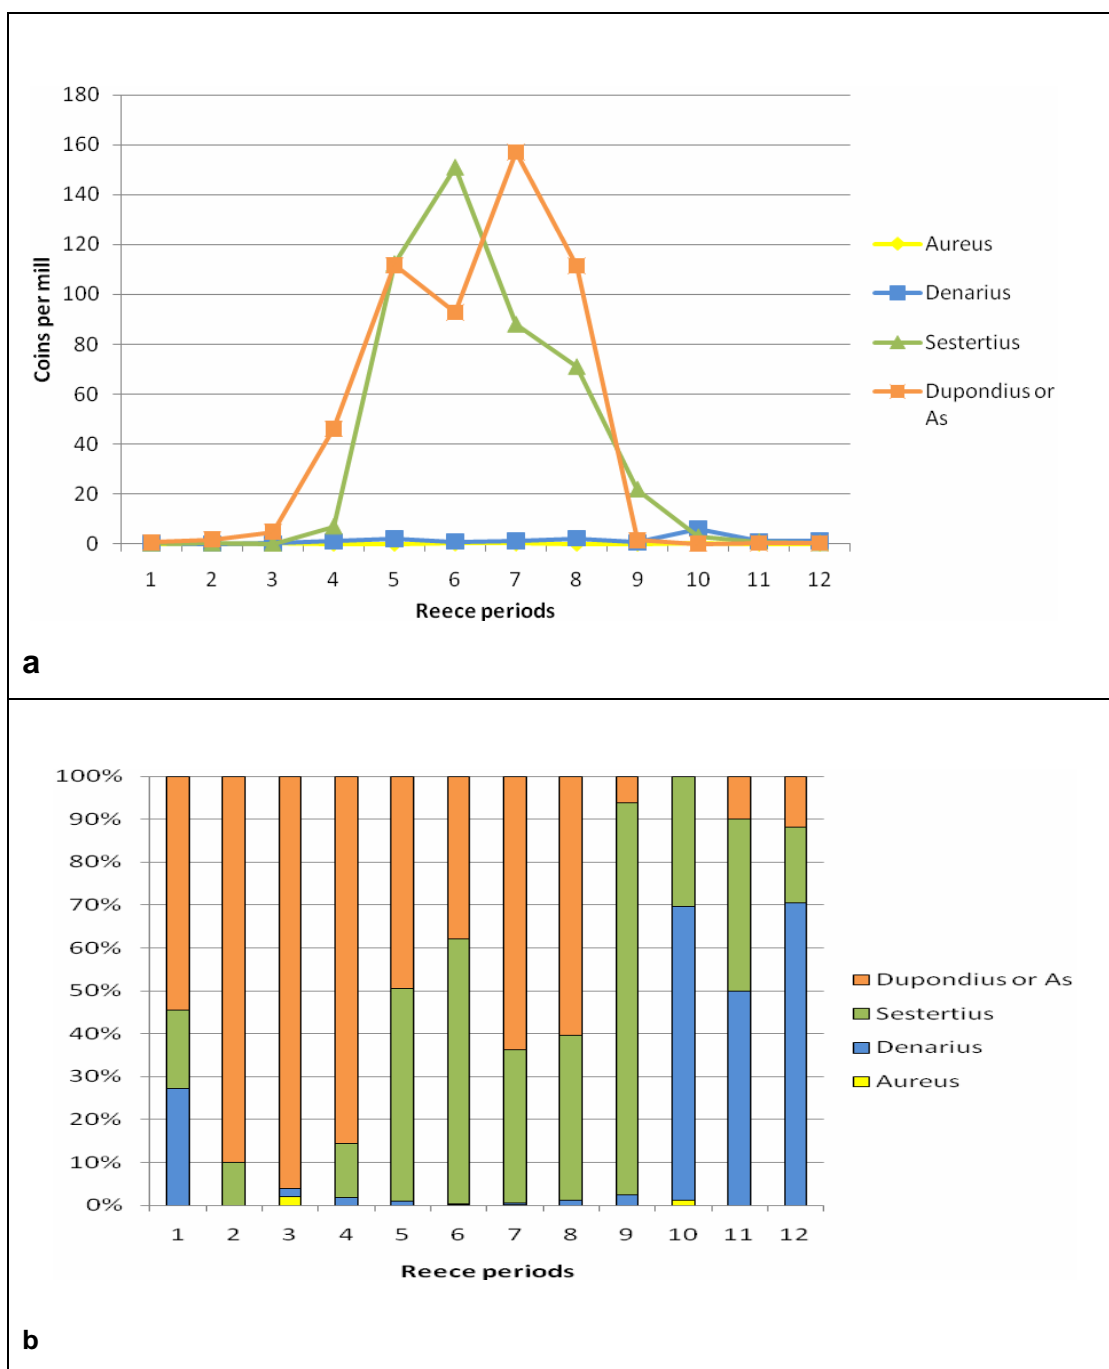 180
160
140
120
100
80
60
40
20
0
Coins per mill
1 2 3 4 5 6 7 8 9 10 11 12
Reece periods
Aureus
Denarius
Sestertius
Dupondius or
As
a
100%
90%
80%
70%
60%
50%
40%
30%
20%
10%
0%
1 2 3 4 5 6 7 8 9 10 11 12
Reece periods
Dupondius or As
Sestertius
Denarius
Aureus
b